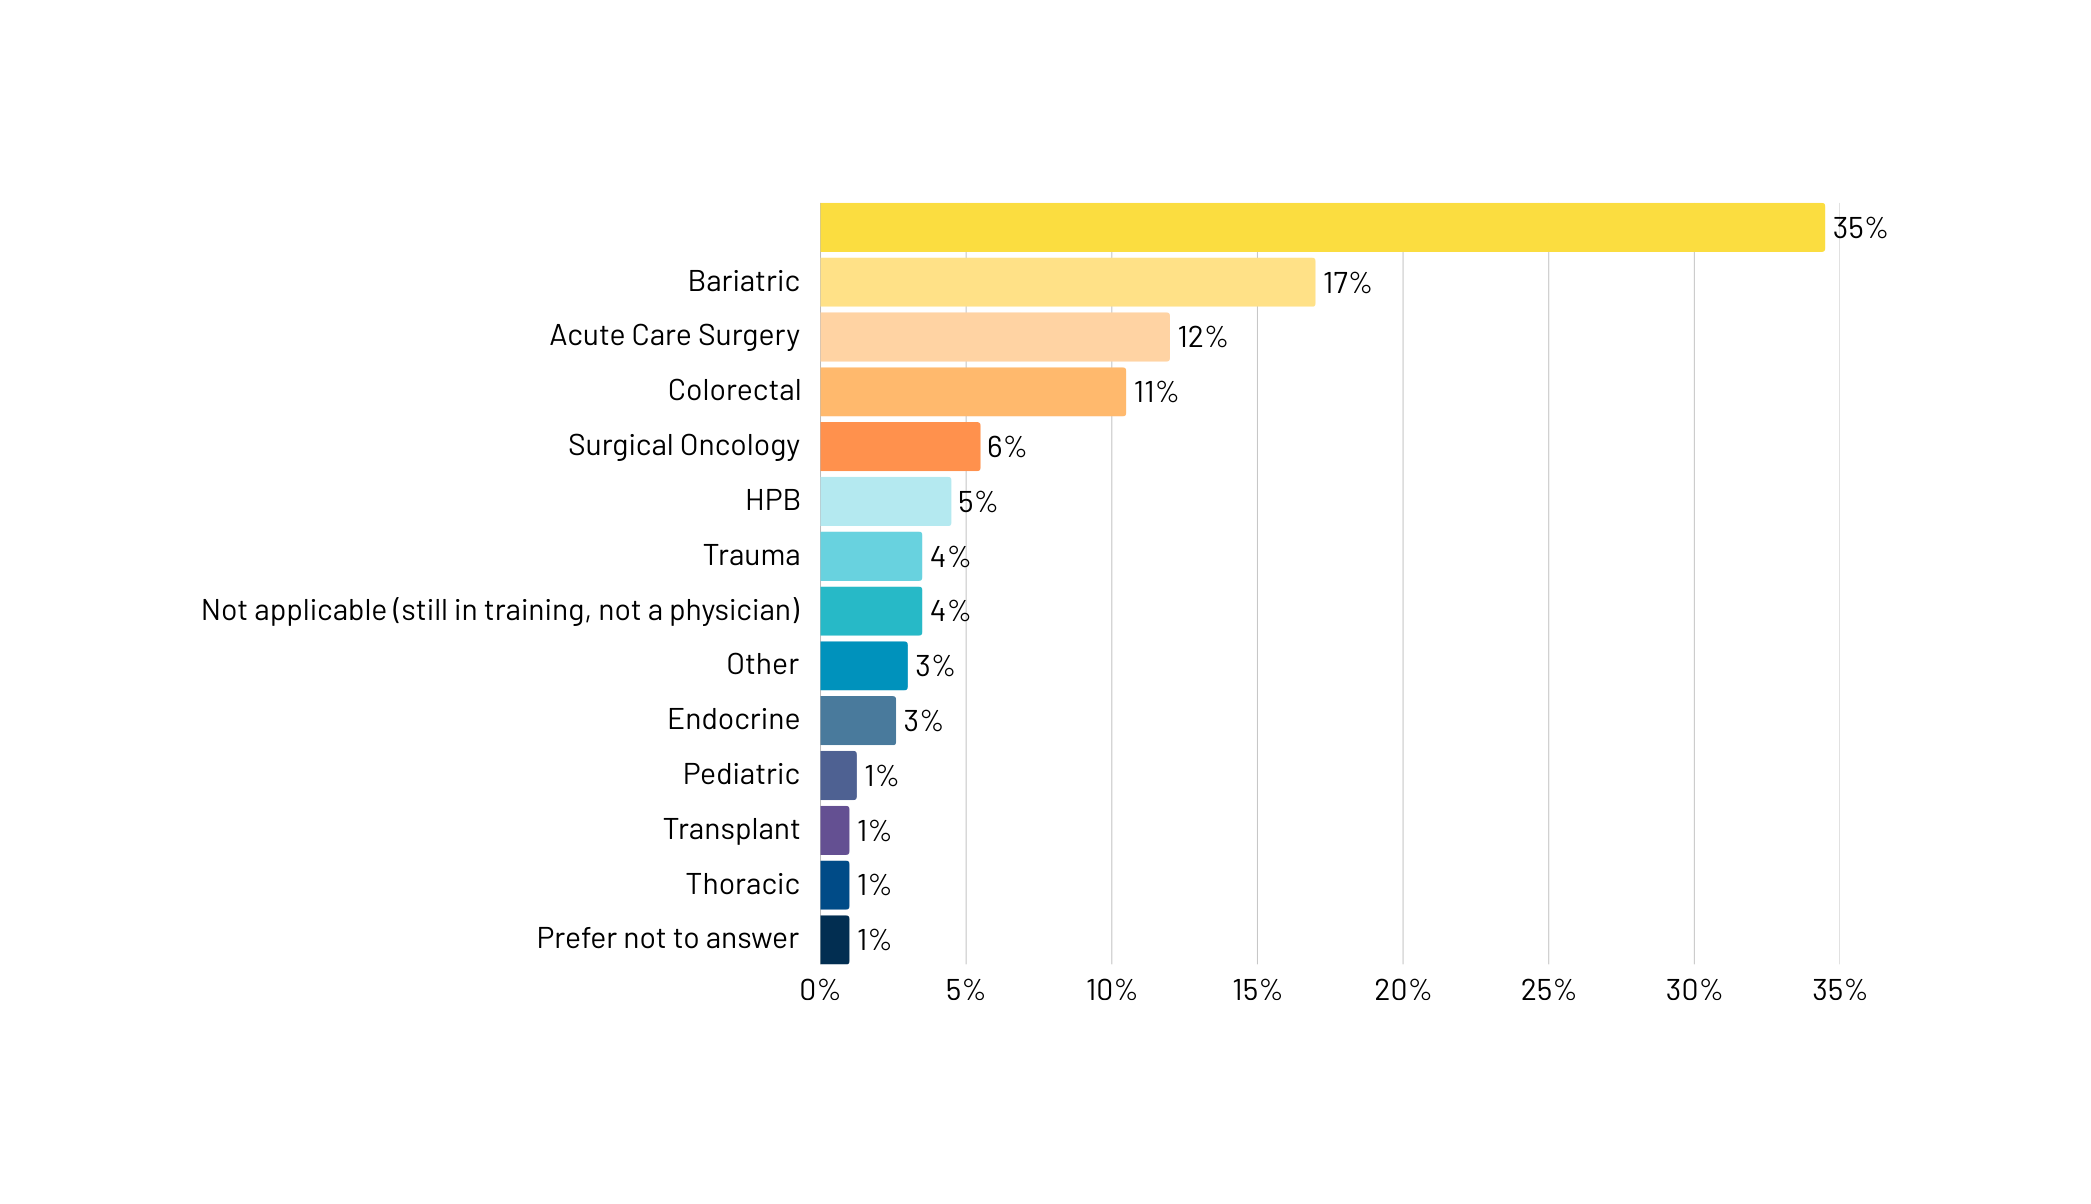 35%
Bariatric 17%
Acute Care Surgery 12%
Colorectal 11%
Surgical Oncology 6%
HPB 5%
Trauma 4%
Not applicable (still in training, not a physician) 4%
Other 3%
Endocrine 3%
Pediatric 1%
Transplant 1%
Thoracic 1%
Prefer not to answer 1%
0% 5% 10% 15% 20% 25% 30% 35%